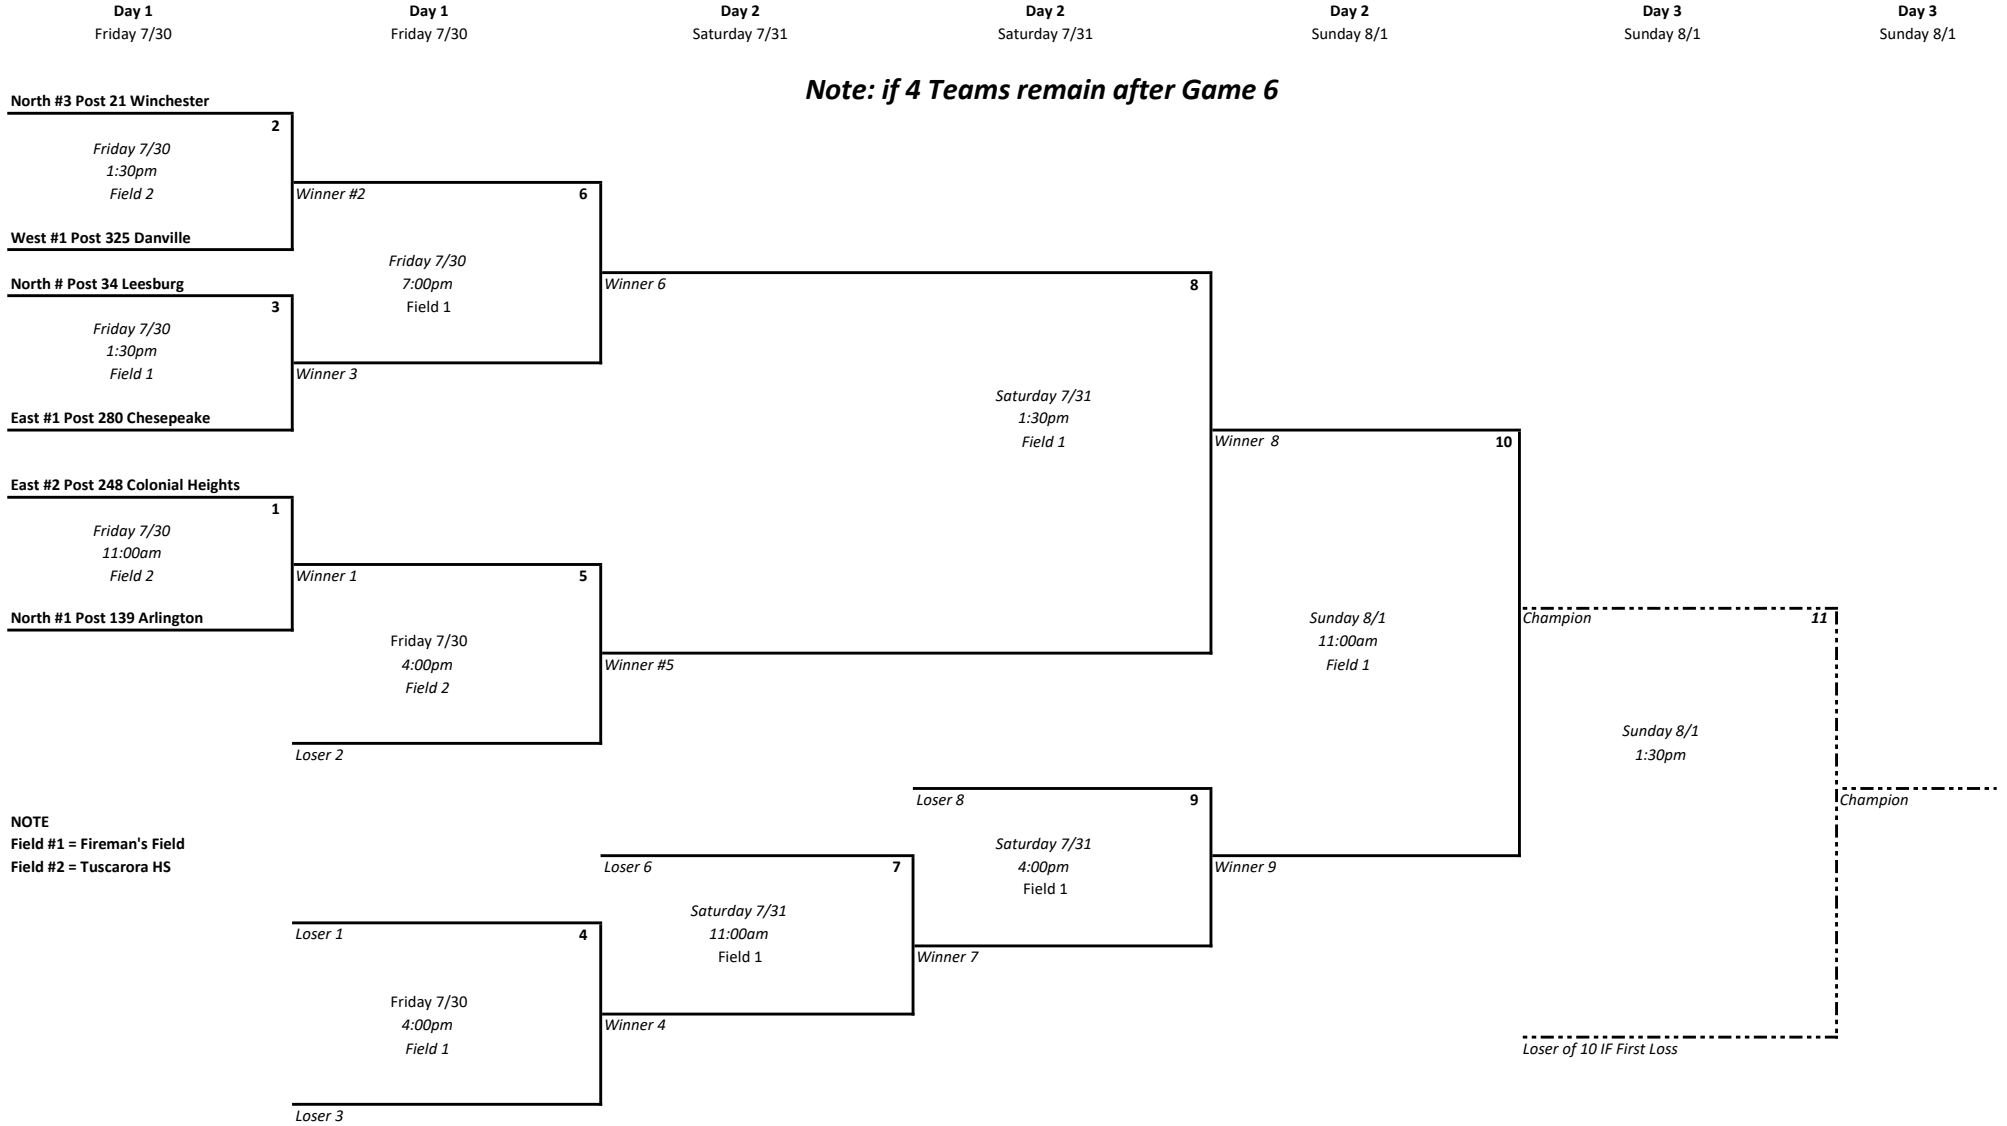 Day 1
Day 1
Day 2
Day 2
Day 2
Day 3
Day 3
Friday 7/30
Friday 7/30
Saturday 7/31
Saturday 7/31
Sunday 8/1
Sunday 8/1
Sunday 8/1
Note: if 4 Teams remain after Game 6
North #3 Post 21 Winchester
2
Friday 7/30
1:30pm
Field 2
West #1 Post 325 Danville
North # Post 34 Leesburg
3
Friday 7/30
1:30pm
Field 1
East #1 Post 280 Chesepeake
East #2 Post 248 Colonial Heights
1
Friday 7/30
11:00am
Field 2
North #1 Post 139 Arlington
NOTE
Field #1 = Fireman's Field
Field #2 = Tuscarora HS
Winner #2
6
Friday 7/30
7:00pm
Field 1
Winner 3
Winner 1
5
Friday 7/30
4:00pm
Field 2
Loser 2
Loser 1
4
Friday 7/30
4:00pm
Field 1
Loser 3
Winner 6
8
Saturday 7/31
1:30pm
Field 1
Winner #5
Loser 6
7
Saturday 7/31
11:00am
Field 1
Winner 4
Loser 8
9
Saturday 7/31
4:00pm
Field 1
Winner 7
Winner 8
10
Sunday 8/1
11:00am
Field 1
Winner 9
Champion
11
Sunday 8/1
1:30pm
Loser of 10 IF First Loss
Champion